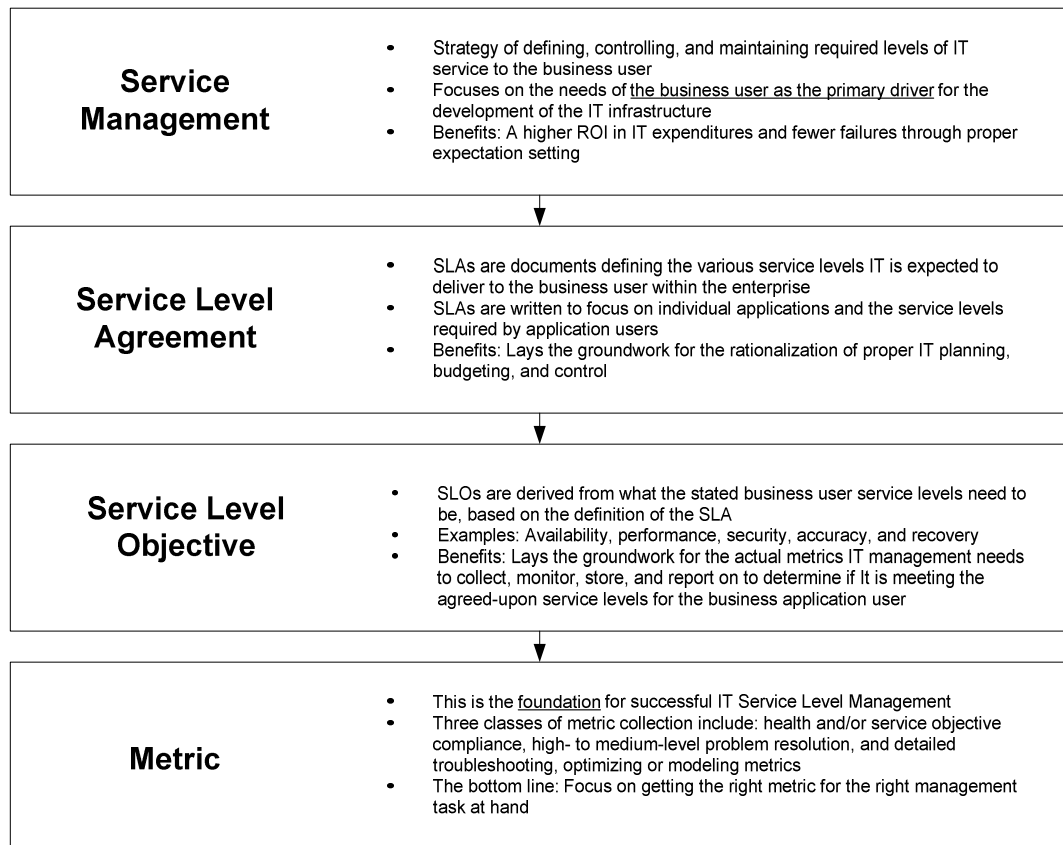 Service
Management
• Strategy of defining, controlling, and maintaining required levels of IT
service to the business user
• Focuses on the needs of the business user as the primary driver for the
development of the IT infrastructure
• Benefits: A higher ROI in IT expenditures and fewer failures through proper
expectation setting
Service Level
Agreement
• SLAs are documents defining the various service levels IT is expected to
deliver to the business user within the enterprise
• SLAs are written to focus on individual applications and the service levels
required by application users
• Benefits: Lays the groundwork for the rationalization of proper IT planning,
budgeting, and control
Service Level
Objective
• SLOs are derived from what the stated business user service levels need to
be, based on the definition of the SLA
• Examples: Availability, performance, security, accuracy, and recovery
• Benefits: Lays the groundwork for the actual metrics IT management needs
to collect, monitor, store, and report on to determine if It is meeting the
agreed-upon service levels for the business application user
Metric
• This is the foundation for successful IT Service Level Management
• Three classes of metric collection include: health and/or service objective
compliance, high- to medium-level problem resolution, and detailed
troubleshooting, optimizing or modeling metrics
• The bottom line: Focus on getting the right metric for the right management
task at hand